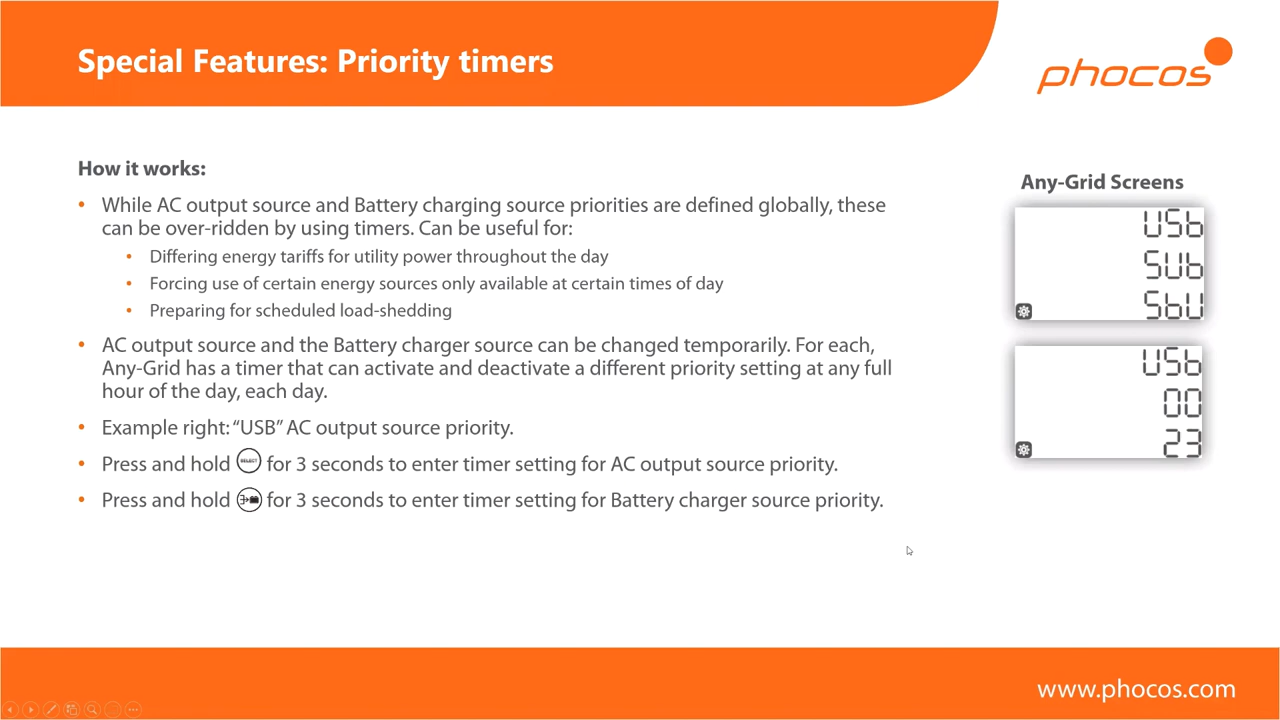 Special Features: Priority timers
phocos
How it works:
• While AC output source and Battery charging source priorities are defined globally, these
can be over-ridden by using timers. Can be useful for:
• Differing energy tariffs for utility power throughout the day
• Forcing use of certain energy sources only available at certain times of day
• Preparing for scheduled load-shedding
• AC output source and the Battery charger source can be changed temporarily. For each,
Any-Grid has a timer that can activate and deactivate a different priority setting at any full
hour of the day, each day.
• Example right: “USB” AC output source priority.
• Press and hold SELECT for 3 seconds to enter timer setting for AC output source priority.
• Press and hold for 3 seconds to enter timer setting for Battery charger source priority.
Any-Grid Screens
USb
SUb
SbU
USb
00
23
www.phocos.com